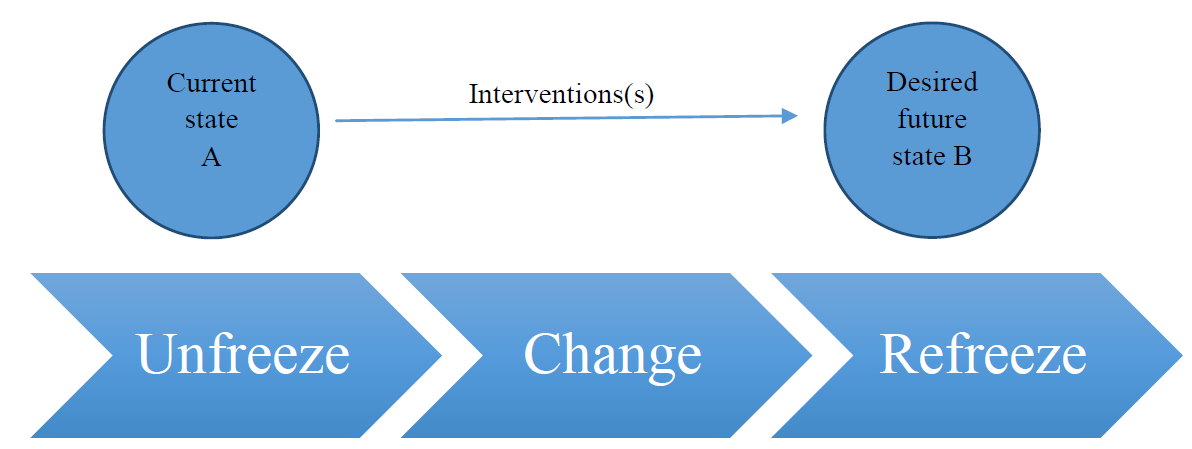 Current
state
A
Interventions(s)
Desired
future
state B
Unfreeze
Change
Refreeze